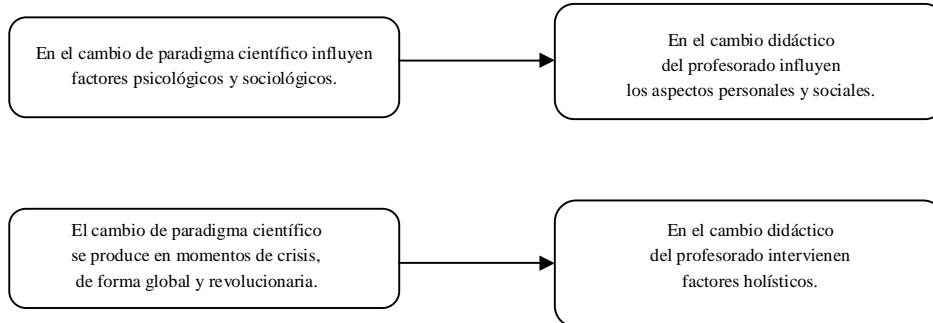 En el cambio de paradigma científico influyen
factores psicológicos y sociológicos.
En el cambio didáctico
del profesorado influyen
los aspectos personales y sociales.
El cambio de paradigma científico
se produce en momentos de crisis,
de forma global y revolucionaria.
En el cambio didáctico
del profesorado intervienen
factores holísticos.